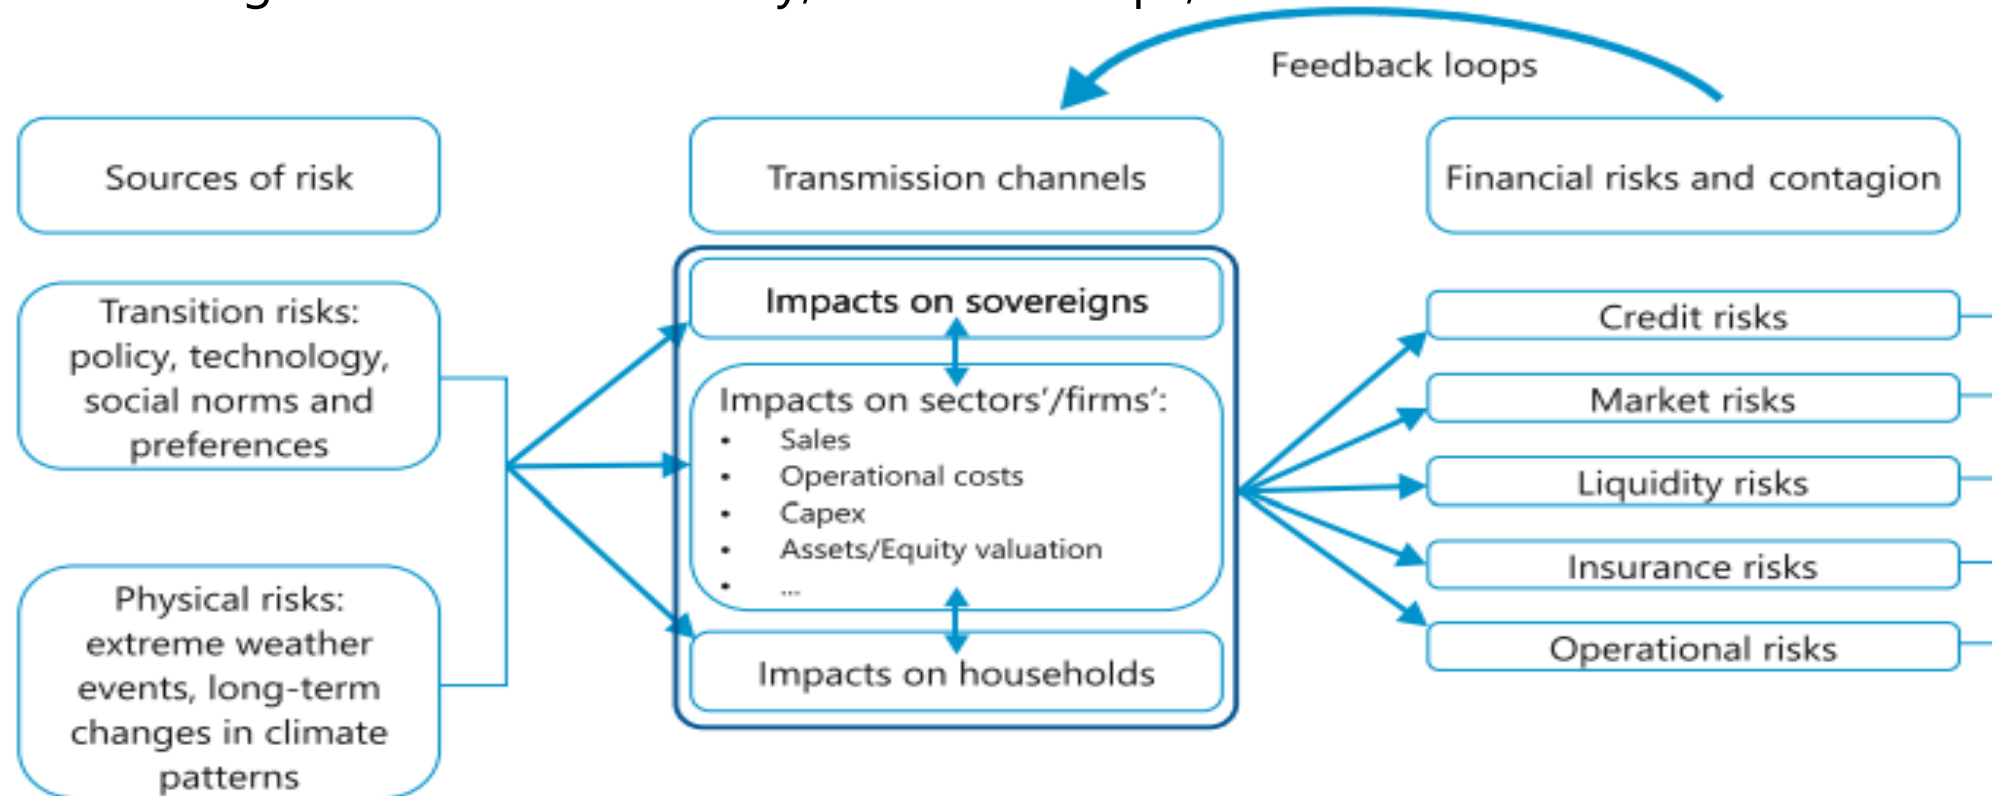 Feedback loops
Sources of risk
Transmission channels
Financial risks and contagion
Transition risks:
policy, technology,
social norms and
preferences
Physical risks:
extreme weather
events, long-term
changes in climate
patterns
Impacts on sovereigns
Impacts on sectors’/firms’:
• Sales
• Operational costs
• Capex
• Assets/Equity valuation
• ...
Impacts on households
Credit risks
Market risks
Liquidity risks
Insurance risks
Operational risks